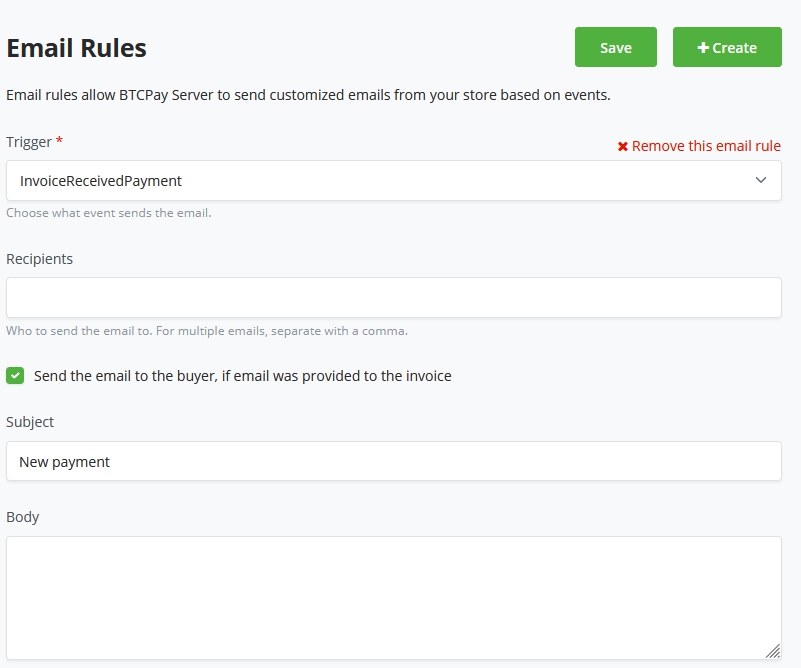 Email Rules
Save
Create
Email rules allow BTCPay Server to send customized emails from your store based on events.
Trigger *
Remove this email rule
InvoiceReceivedPayment
Choose what event sends the email.
Recipients
Who to send the email to. For multiple emails, separate with a comma.
Send the email to the buyer, if email was provided to the invoice
Subject
New payment
Body